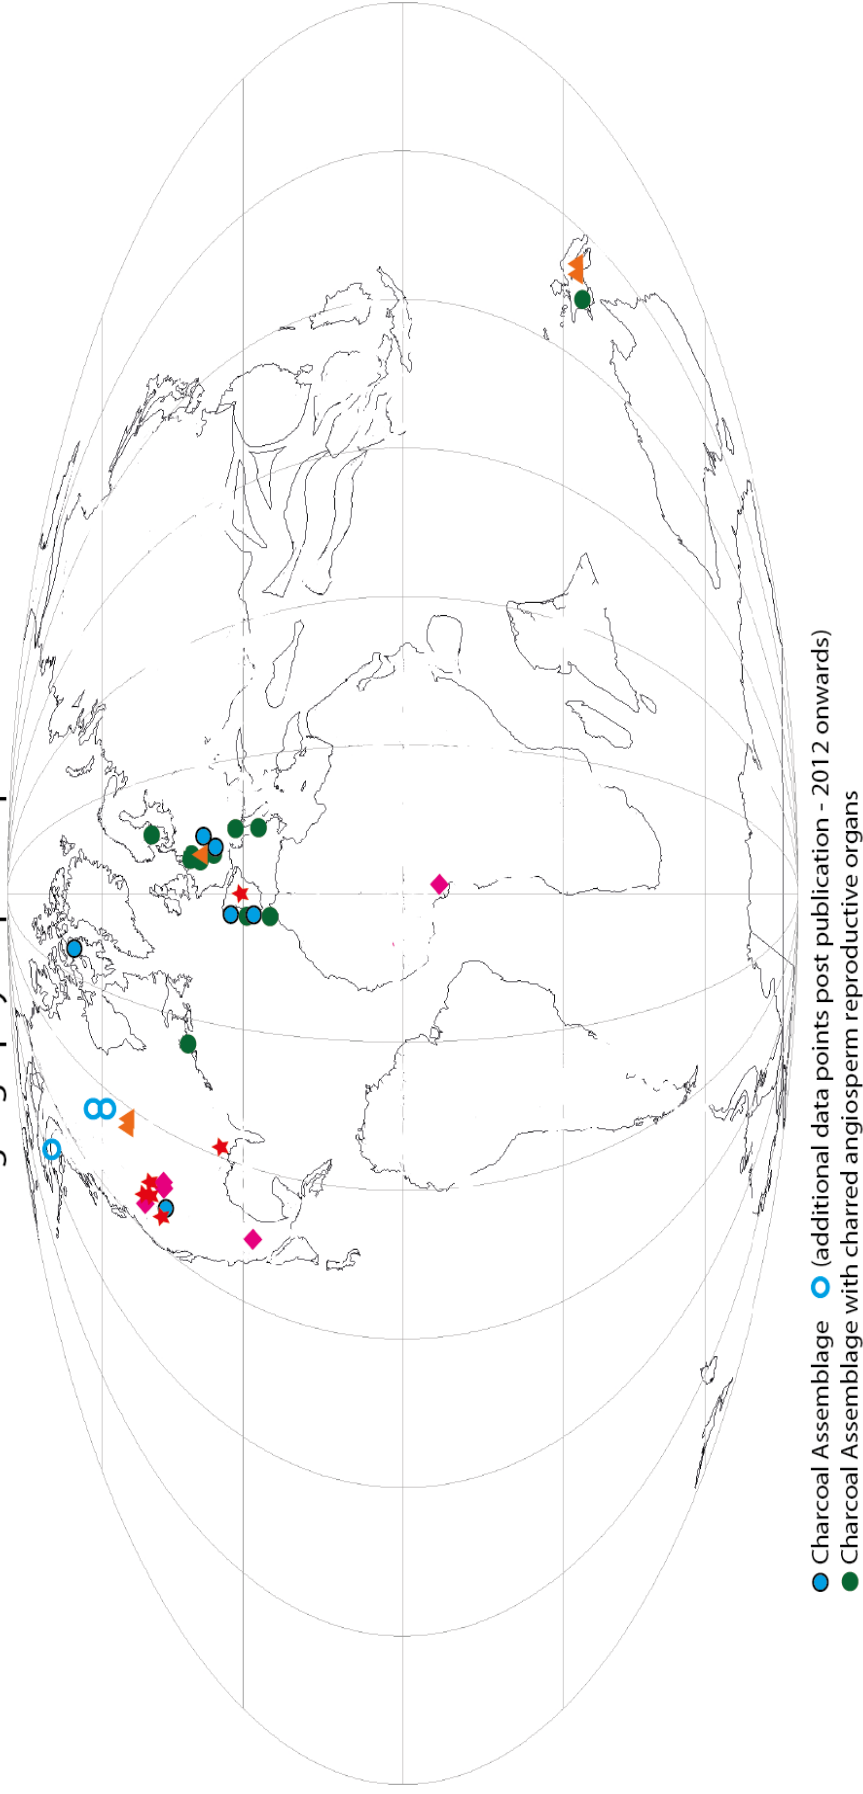 Charcoal Assemblage (additional data points post publication - 2012 onwards)
Charcoal Assemblage with charred angiosperm reproductive organs